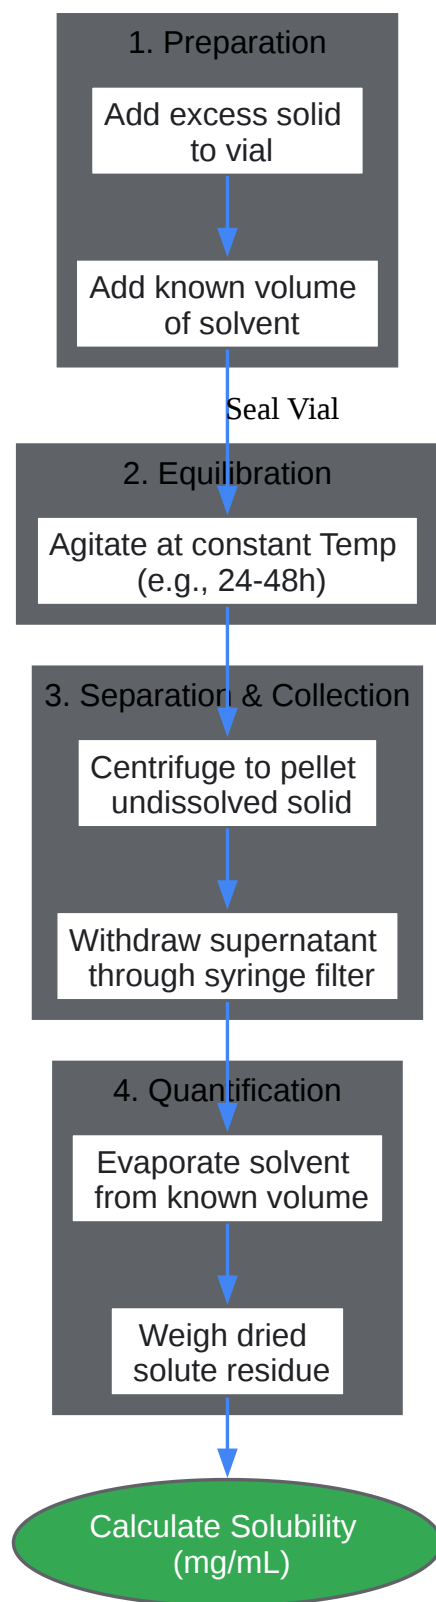 1. Preparation
Add excess solid
to vial
Add known volume
of solvent
Seal Vial
2. Equilibration
Agitate at constant Temp
(e.g., 24-48h)
3. Separation & Collection
Centrifuge to pellet
undissolved solid
Withdraw supernatant
through syringe filter
4. Quantification
Evaporate solvent
from known volume
Weigh dried
solute residue
Calculate Solubility
(mg/mL)